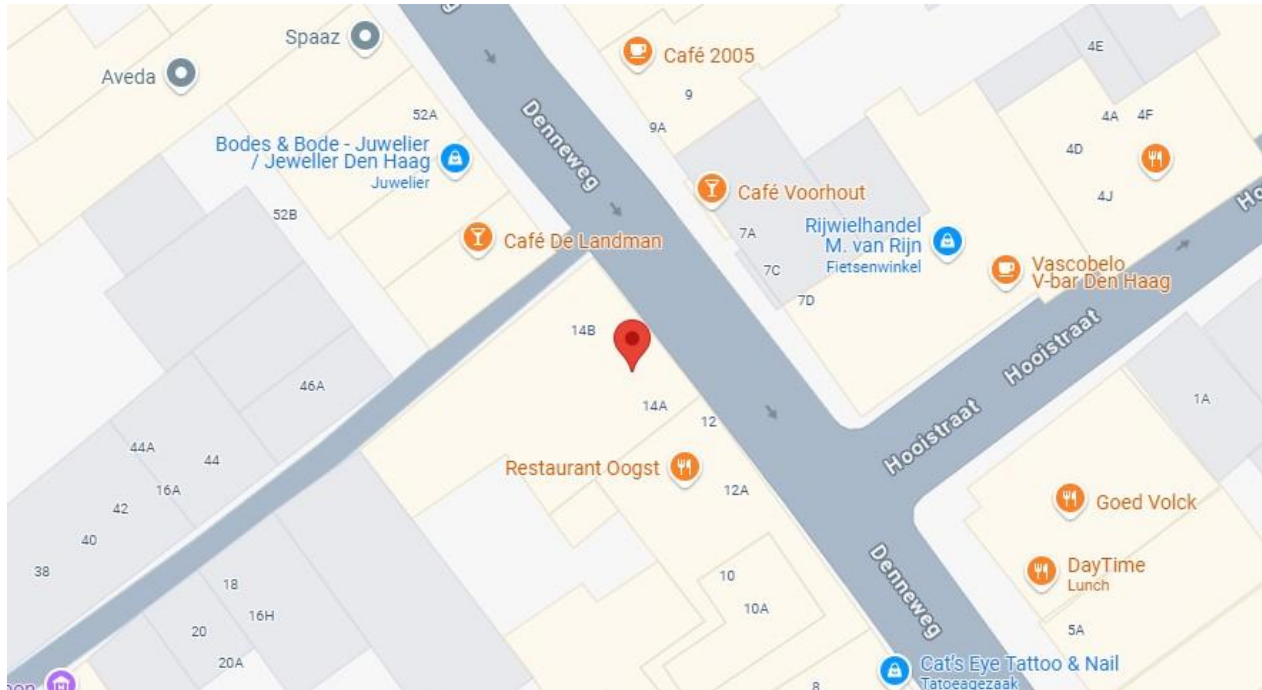 Spaaz
Aveda
Café 2005
4E
9
52A
4A
4F
9A
Denneweg
Bodes & Bode - Juwelier
/ Jeweller Den Haag
Juwelier
4D
Café Voorhout
4J
52B
Rijwielhandel
M. van Rijn
Fietsenwinkel
7A
Café De Landman
Vascobelo
V-bar Den Haag
7C
7D
14B
Hooistraat
46A
1A
14A
12
Hooistraat
44A
44
Restaurant Oogst
16A
12A
Goed Volck
42
40
38
DayTime
Lunch
10
18
10A
Denneweg
16H
20
5A
20A
Cat's Eye Tattoo & Nail
Tatoeagezaak
8